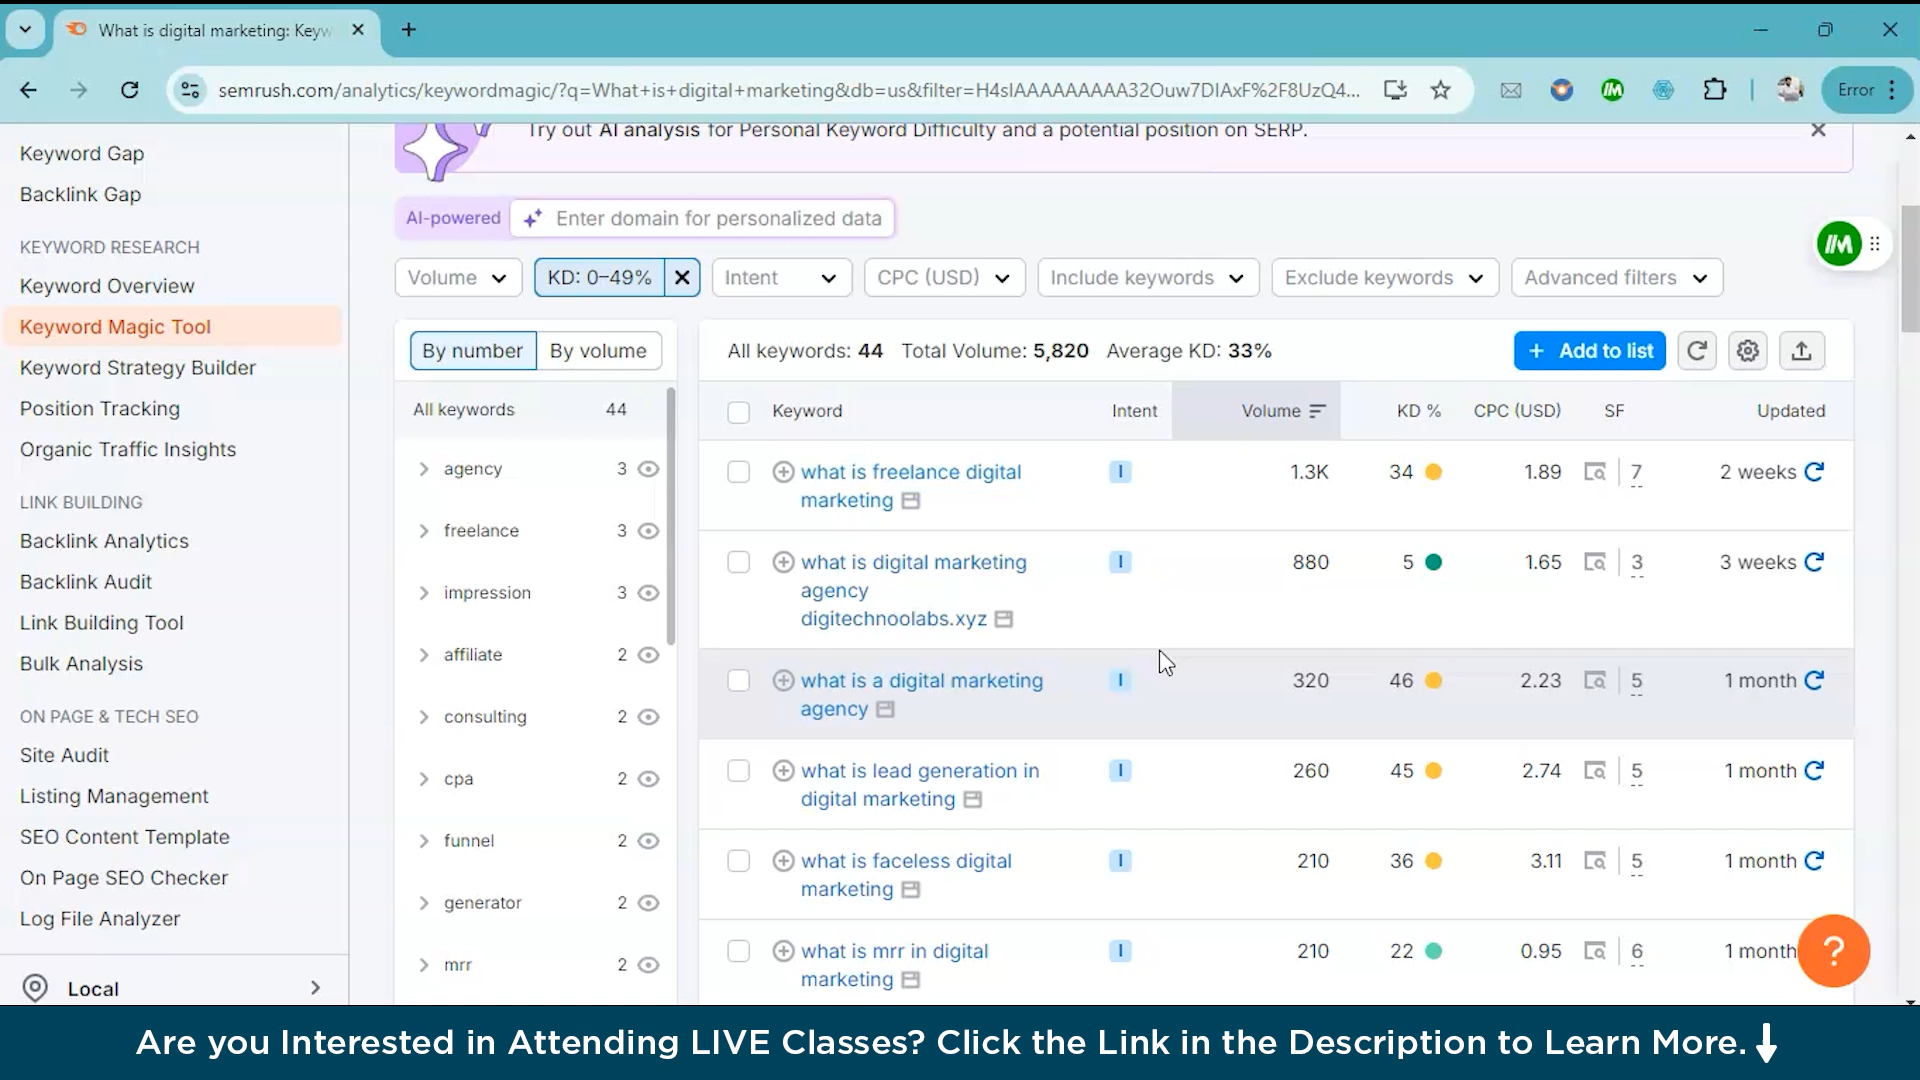 What is digital marketing: Keyw
semrush.com/analytics/keywordmagic/?q=What+is+digital+marketing&db=us&filter=H4sIAAAAAAAAA32Ouw7DIAxF%2F8UzQ4...
Error
Keyword Gap
Backlink Gap
KEYWORD RESEARCH
Keyword Overview
Keyword Magic Tool
Keyword Strategy Builder
Position Tracking
Organic Traffic Insights
LINK BUILDING
Backlink Analytics
Backlink Audit
Link Building Tool
Bulk Analysis
ON PAGE & TECH SEO
Site Audit
Listing Management
SEO Content Template
On Page SEO Checker
Log File Analyzer
Local
Try out AI analysis for Personal Keyword Difficulty and a potential position on SERP.
AI-powered
Enter domain for personalized data
Volume
KD: 0–49%
Intent
CPC (USD)
Include keywords
Exclude keywords
Advanced filters
By number
By volume
All keywords 44
agency 3
freelance 3
impression 3
affiliate 2
consulting 2
cpa 2
funnel 2
generator 2
mrr 2
All keywords: 44 Total Volume: 5,820 Average KD: 33%
+ Add to list
Keyword Intent Volume KD % CPC (USD) SF Updated
what is freelance digital I 1.3K 34 1.89 7 2 weeks
marketing
what is digital marketing I 880 5 1.65 3 3 weeks
agency
digitechnoolabs.xyz
what is a digital marketing I 320 46 2.23 5 1 month
agency
what is lead generation in I 260 45 2.74 5 1 month
digital marketing
what is faceless digital I 210 36 3.11 5 1 month
marketing
what is mrr in digital I 210 22 0.95 6 1 month
marketing
?
Are you Interested in Attending LIVE Classes? Click the Link in the Description to Learn More.